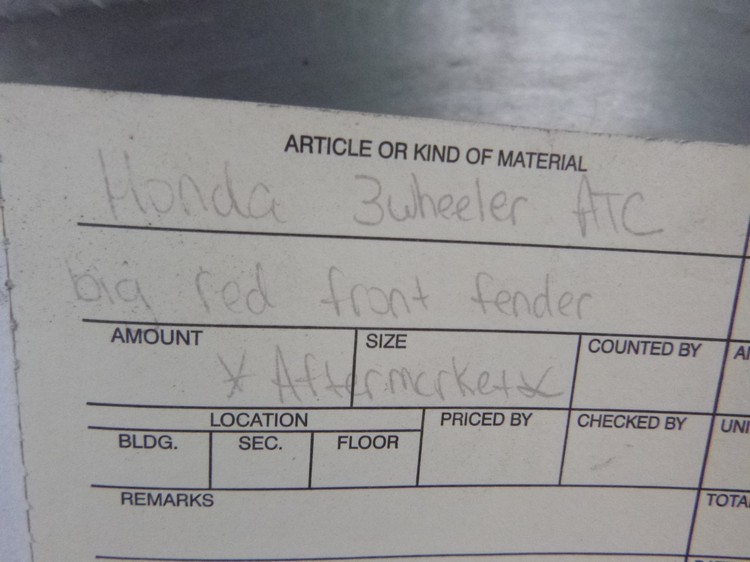 ARTICLE OR KIND OF MATERIAL
Honda 3wheeler ATC
big red front fender
AMOUNT SIZE COUNTED BY
* Aftermarket *
LOCATION PRICED BY CHECKED BY
BLDG. SEC. FLOOR
REMARKS